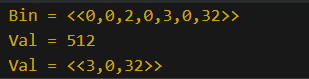 Bin = <<0,0,2,0,3,0,32>>
Val = 512
Val = <<3,0,32>>